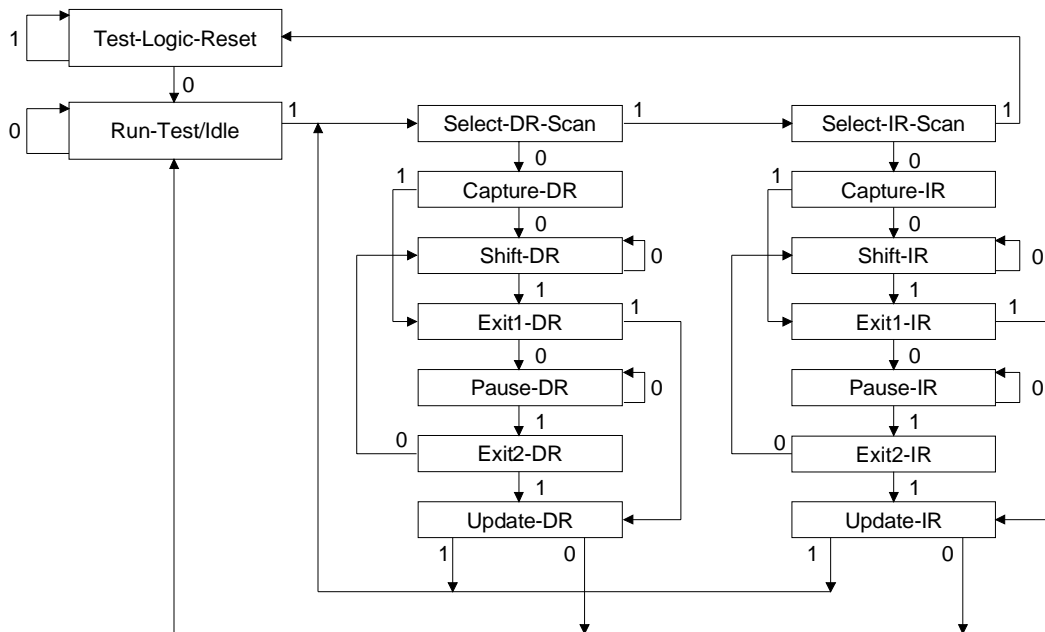 Test-Logic-Reset
1
0
Run-Test/Idle
0
1
Select-DR-Scan
1
Select-IR-Scan
1
0
0
1
Capture-DR
1
Capture-IR
0
0
Shift-DR
0
Shift-IR
0
1
1
Exit1-DR
1
Exit1-IR
1
0
0
Pause-DR
0
Pause-IR
0
1
1
0
Exit2-DR
0
Exit2-IR
1
1
Update-DR
Update-IR
1
0
1
0